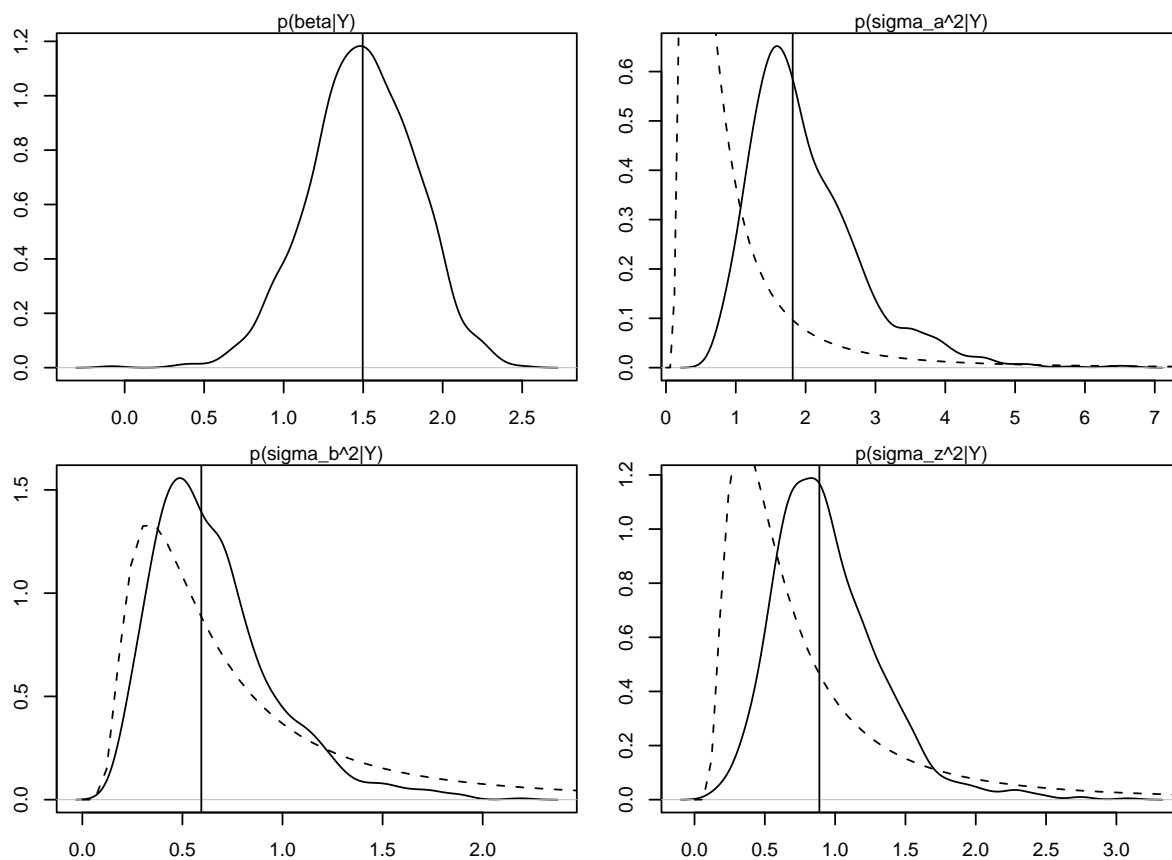 p(beta|Y)
0.0 0.2 0.4 0.6 0.8 1.0 1.2
0.0 0.5 1.0 1.5 2.0 2.5
p(sigma_a^2|Y)
0.0 0.1 0.2 0.3 0.4 0.5 0.6
0 1 2 3 4 5 6 7
p(sigma_b^2|Y)
0.0 0.5 1.0 1.5
0.0 0.5 1.0 1.5 2.0
p(sigma_z^2|Y)
0.0 0.2 0.4 0.6 0.8 1.0 1.2
0.0 0.5 1.0 1.5 2.0 2.5 3.0